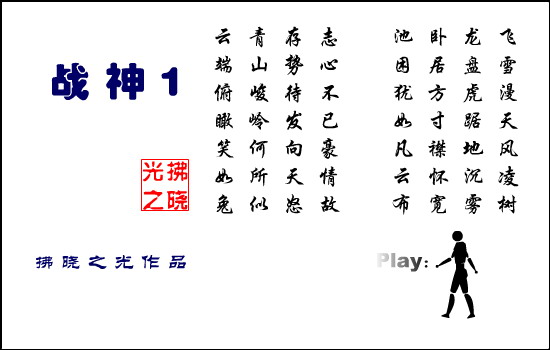 战神1
飞雪漫天风凌树
龙盘虎踞地沉雾
卧居方寸襟怀宽
池困犹如凡云布
志心不已豪情故
存势待发向天怒
青山峻岭何所似
云端俯瞰笑如兔
拂晓
光之
拂晓之光作品
Play: